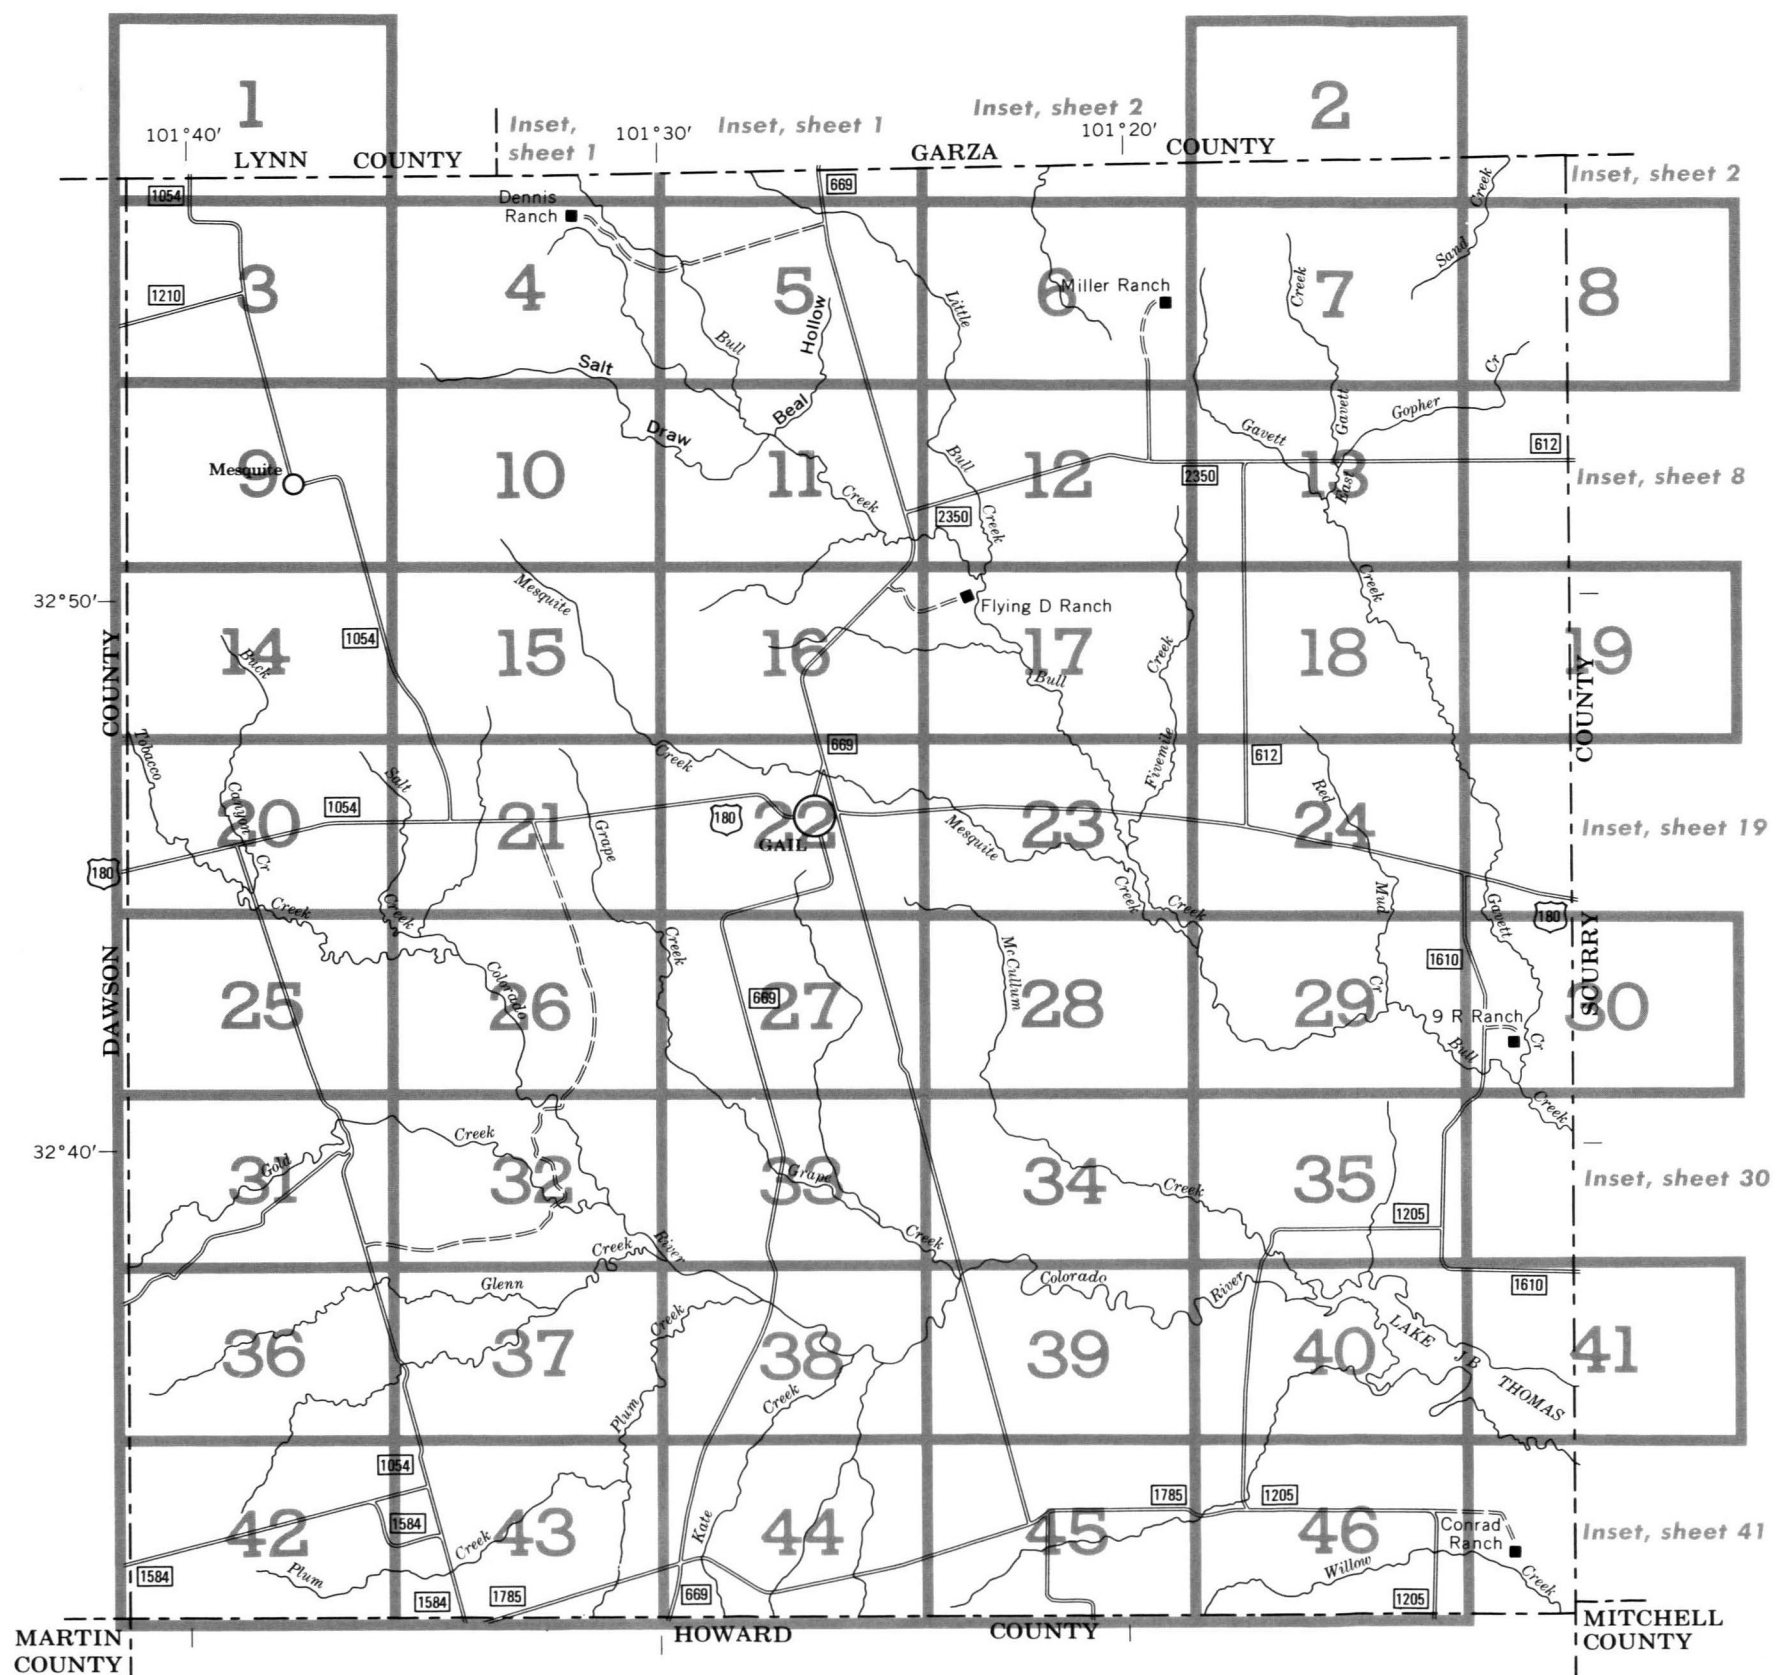 1
2
Inset,
sheet 1
Inset, sheet 1
Inset, sheet 2
101°40′
101°30′
101°20′
LYNN COUNTY
GARZA COUNTY
Inset, sheet 2
1054
669
Dennis
Ranch
Creek
Sand
3
4
5
6
7
8
1210
Miller Ranch
Creek
Little
Hollow
Bull
Salt
Cr
Beal
Draw
Gavett
Gavett
Gopher
612
Mesquite
9
10
11
12
13
2350
East
Inset, sheet 8
Bull
Creek
2350
Creek
Creek
32°50′
Mesquite
Flying D Ranch
COUNTY
1054
14
15
16
17
18
19
Buck
Creek
Bull
COUNTY
Tobacco
669
Creek
Fivemile
612
Salt
Red
Canyon
1054
20
21
22
23
24
180
Grape
GAIL
Mesquite
Inset, sheet 19
180
Cr
Creek
Creek
Creek
Creek
Mud
Gavett
180
DAWSON
Creek
McCullum
1610
SCURRY
Colorado
25
26
669
27
28
29
30
Cr
9 R Ranch
Bull
Cr
Creek
Creek
32°40′
Gold
31
32
33
34
35
Grape
Creek
Inset, sheet 30
1205
Creek
River
Creek
Glenn
Colorado
River
1610
Creek
LAKE J B THOMAS
36
37
38
39
40
41
Creek
Plum
1054
1785
1205
1584
Kate
42
43
44
45
46
Conrad
Ranch
Inset, sheet 41
Creek
Plum
Willow
Creek
1584
1584
1785
669
1205
MARTIN
COUNTY
HOWARD COUNTY
MITCHELL
COUNTY